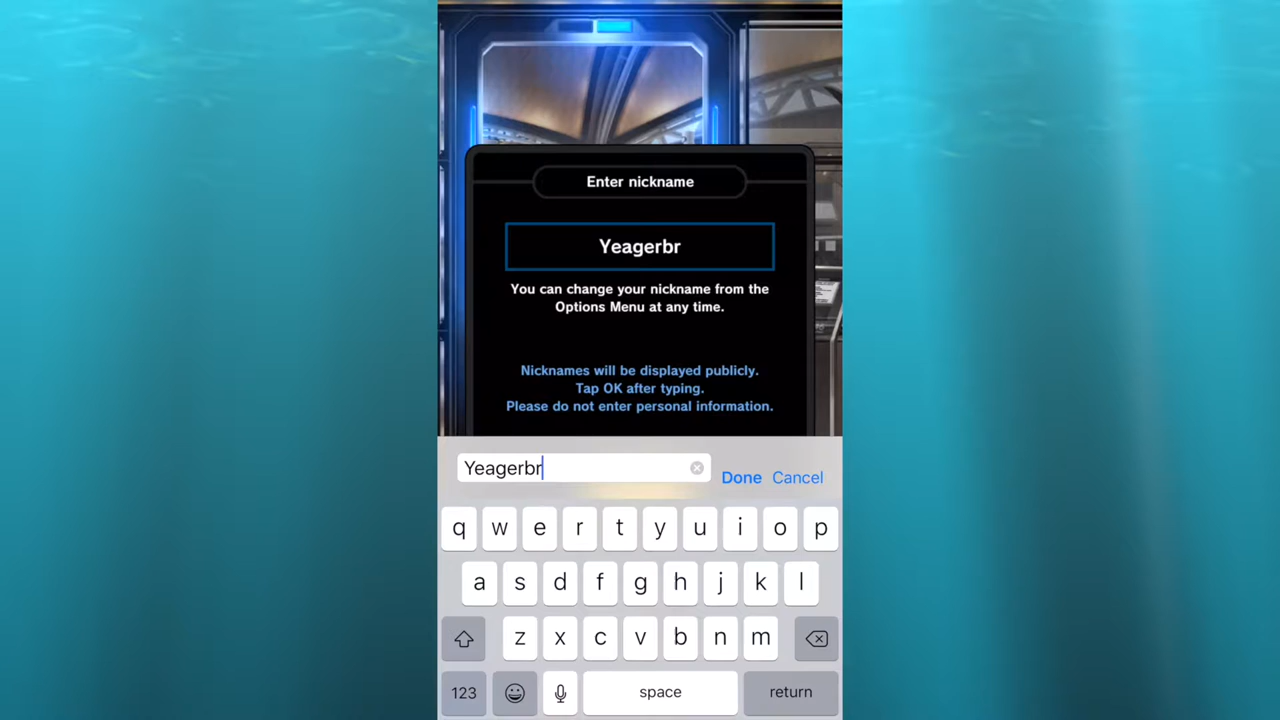 Enter nickname
Yeagerbr
You can change your nickname from the
Options Menu at any time.
Nicknames will be displayed publicly.
Tap OK after typing.
Please do not enter personal information.
Yeagerbr
Done Cancel
q w e r t y u i o p
a s d f g h j k l
z x c v b n m
123 space return